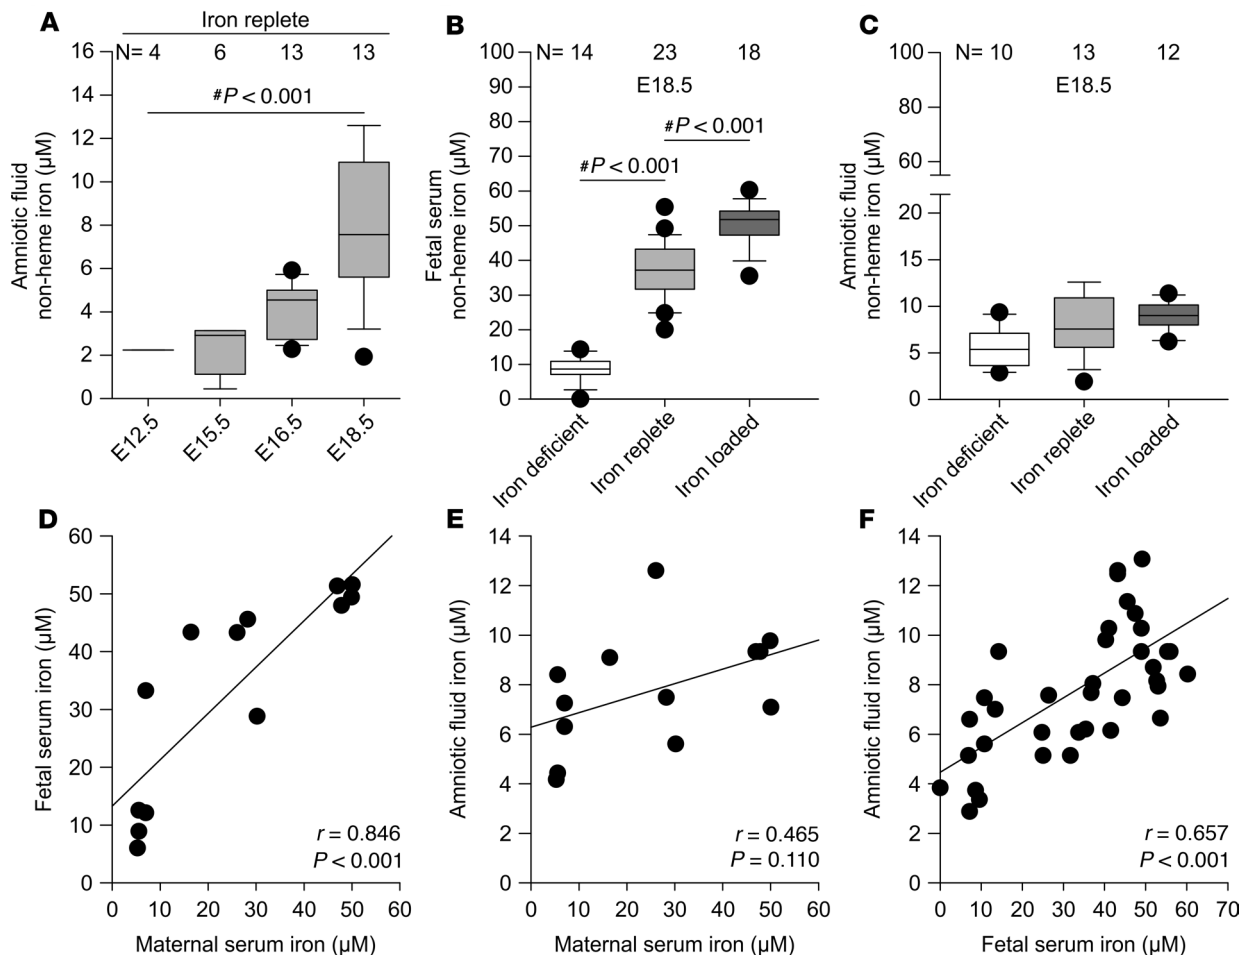 A
Iron replete
N= 4 6 13 13
#P < 0.001
16
14
12
10
8
6
4
2
0
Amniotic fluid
non-heme iron (µM)
E12.5
E15.5
E16.5
E18.5
B
N= 14 23 18
E18.5
#P < 0.001
#P < 0.001
100
90
80
70
60
50
40
30
20
10
0
Fetal serum
non-heme iron (µM)
Iron deficient
Iron replete
Iron loaded
C
N= 10 13 12
E18.5
100
80
60
20
15
10
5
0
Amniotic fluid
non-heme iron (µM)
Iron deficient
Iron replete
Iron loaded
D
60
50
40
30
20
10
0
Fetal serum iron (µM)
r = 0.846
P < 0.001
0 10 20 30 40 50 60
Maternal serum iron (µM)
E
14
12
10
8
6
4
2
0
Amniotic fluid iron (µM)
r = 0.465
P = 0.110
0 10 20 30 40 50 60
Maternal serum iron (µM)
F
14
12
10
8
6
4
2
0
Amniotic fluid iron (µM)
r = 0.657
P < 0.001
0 10 20 30 40 50 60 70
Fetal serum iron (µM)